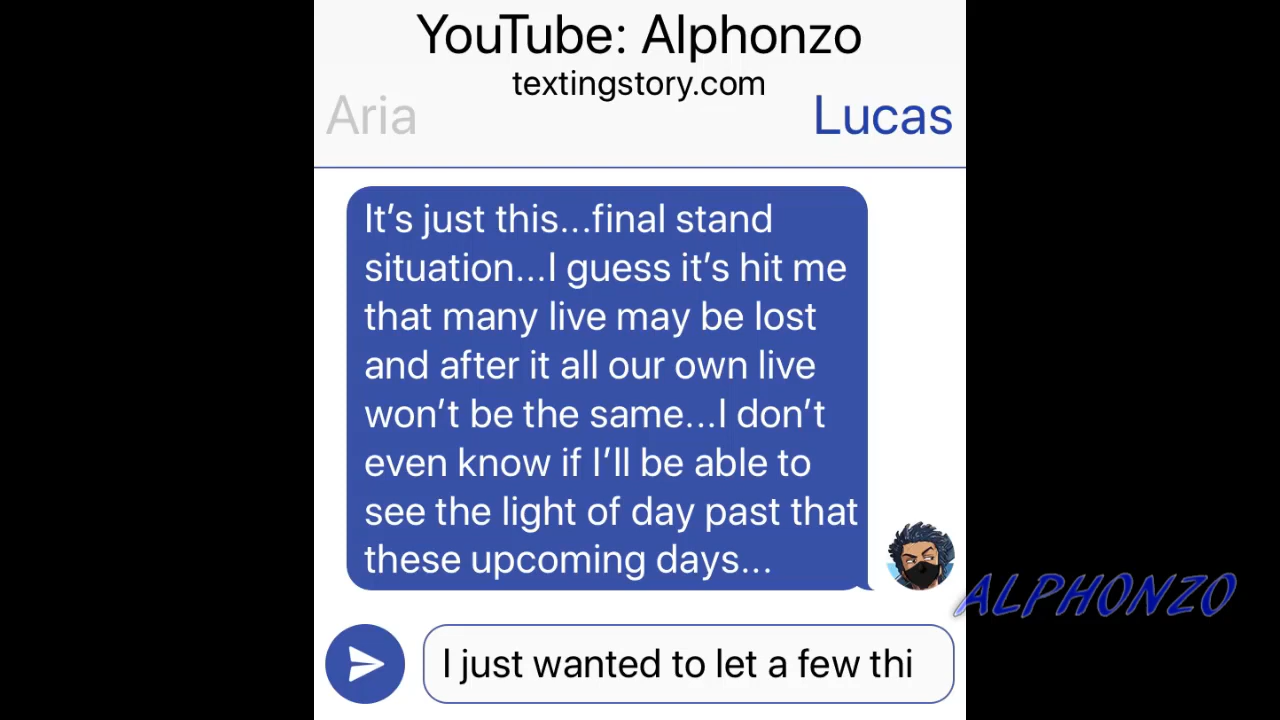 YouTube: Alphonzo
textingstory.com
Aria
Lucas
It’s just this...final stand
situation...I guess it’s hit me
that many live may be lost
and after it all our own live
won’t be the same...I don’t
even know if I’ll be able to
see the light of day past that
these upcoming days...
ALPHONZO
I just wanted to let a few thi